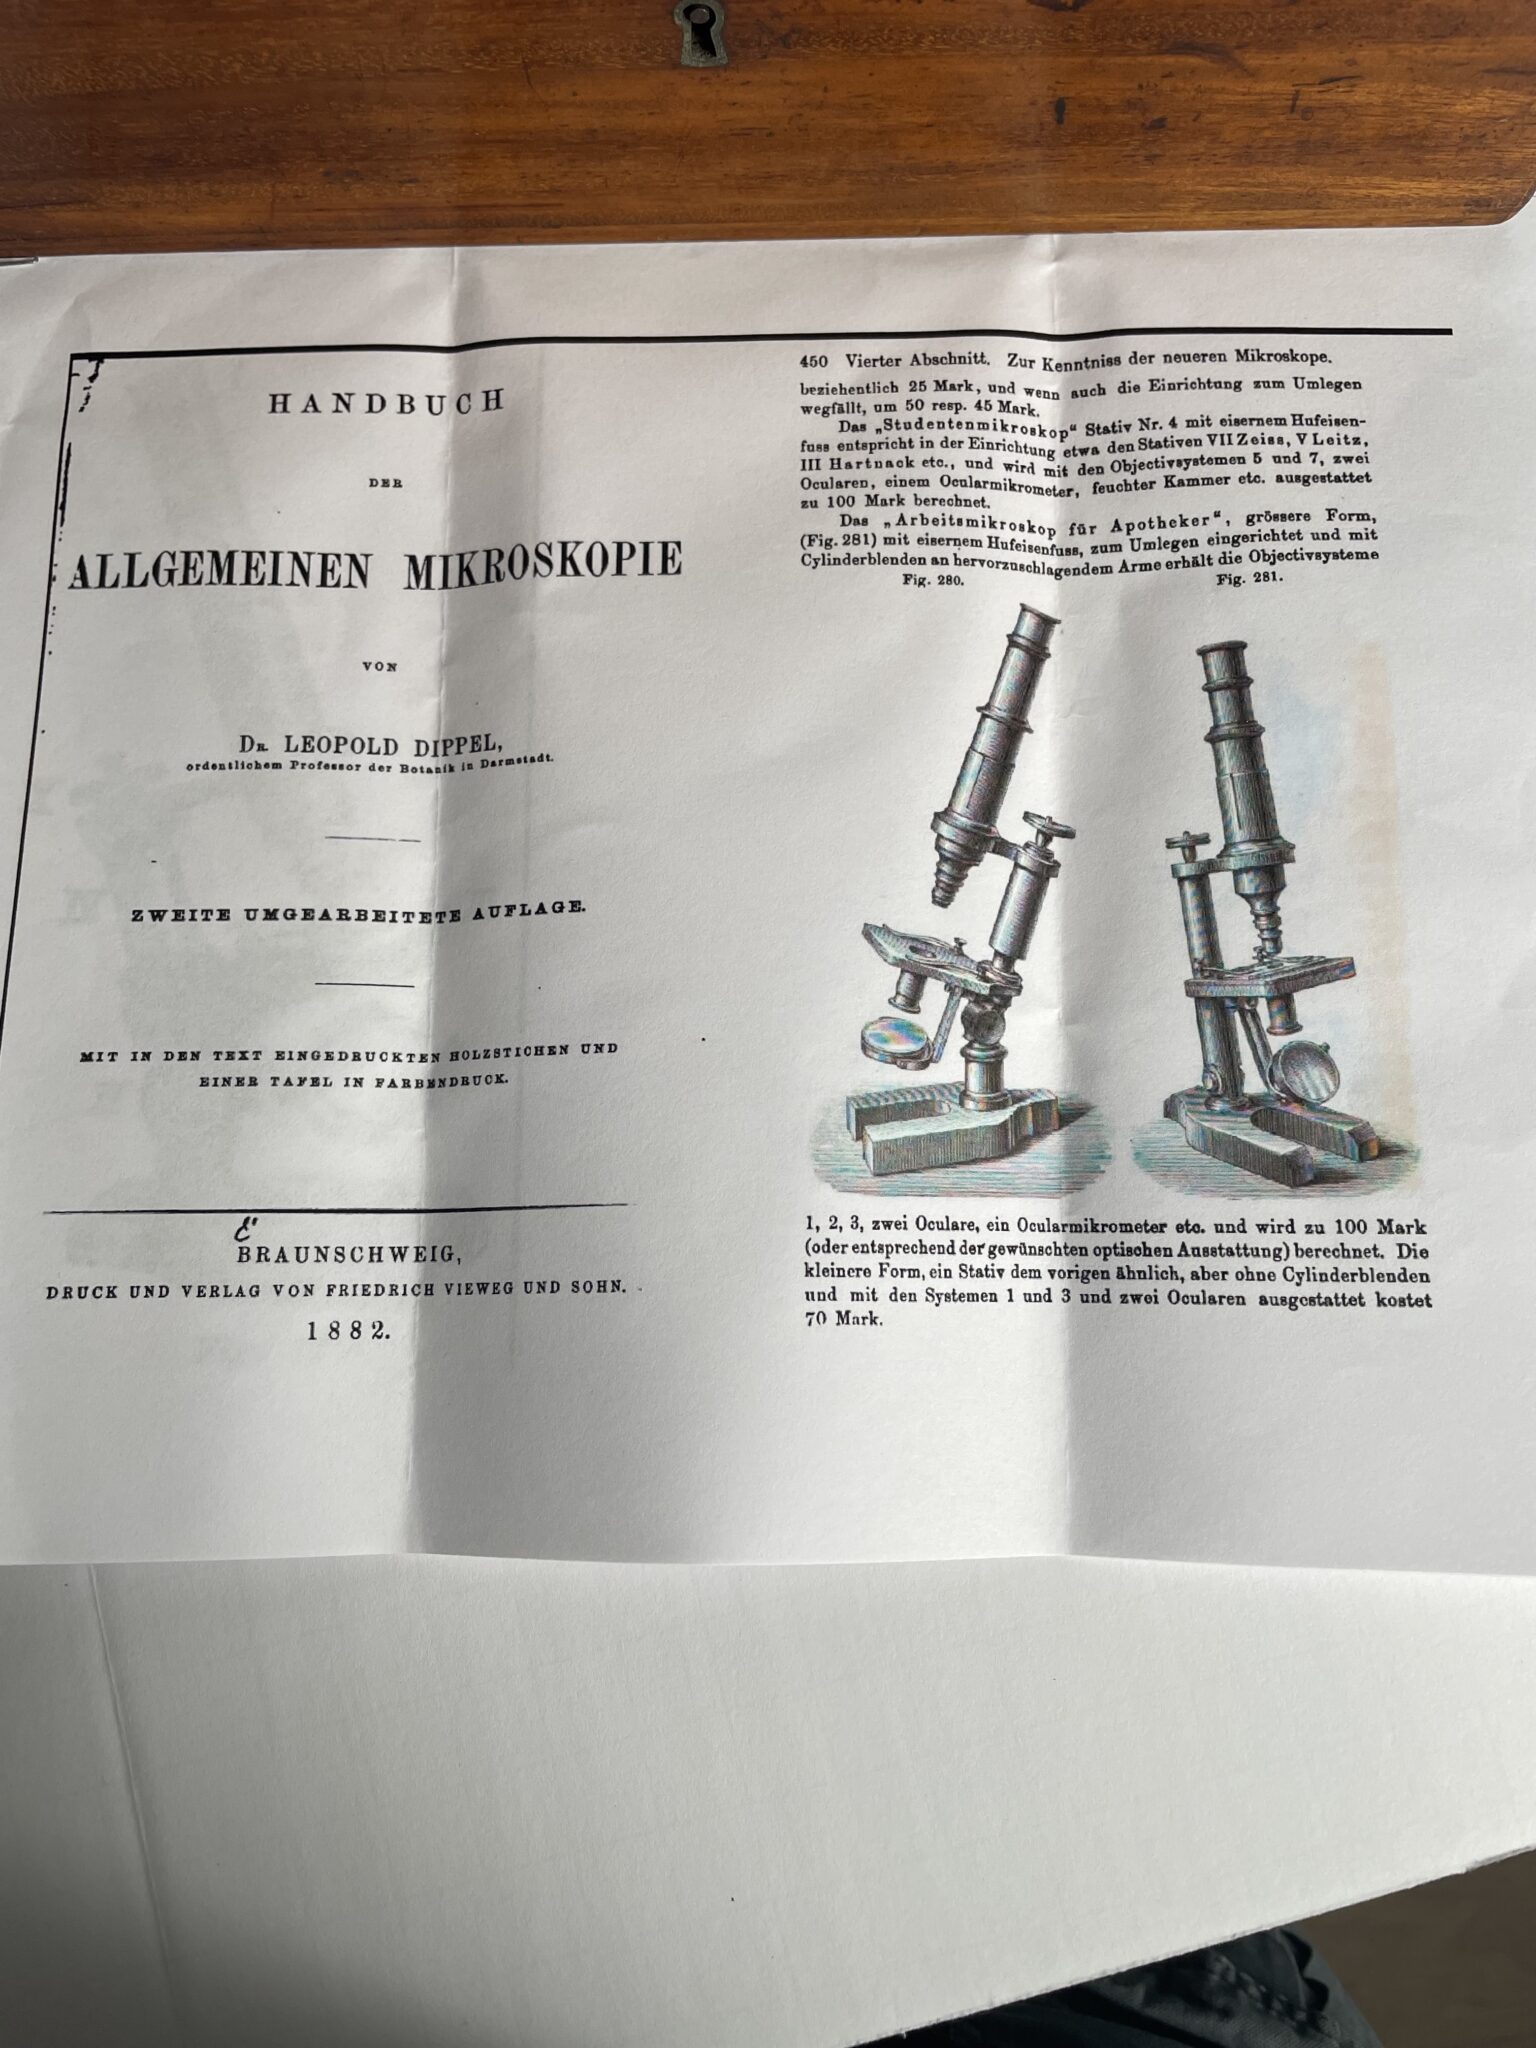 HANDBUCH
DER
ALLGEMEINEN MIKROSKOPIE
VON
DR. LEOPOLD DIPPEL,
ordentlichem Professor der Botanik in Darmstadt.
ZWEITE UMGEARBEITETE AUFLAGE.
MIT IN DEN TEXT EINGEDRUCKTEN HOLZSTICHEN UND
EINER TAFEL IN FARBENDRUCK.
BRAUNSCHWEIG,
DRUCK UND VERLAG VON FRIEDRICH VIEWEG UND SOHN.
1882.
450 Vierter Abschnitt. Zur Kenntniss der neueren Mikroskope.
beziehentlich 25 Mark, und wenn auch die Einrichtung zum Umlegen
wegfällt, um 50 resp. 45 Mark.
Das „Studentenmikroskop“ Stativ Nr. 4 mit eisernem Hufeisen-
fuss entspricht in der Einrichtung etwa den Stativen VII Zeiss, V Leitz,
III Hartnack etc., und wird mit den Objectivsystemen 5 und 7, zwei
Ocularen, einem Ocularmikrometer, feuchter Kammer etc. ausgestattet
zu 100 Mark berechnet.
Das „Arbeitsmikroskop für Apotheker“, grössere Form,
(Fig. 281) mit eisernem Hufeisenfuss, zum Umlegen eingerichtet und mit
Cylinderblenden an hervorzuschlagendem Arme erhält die Objectivsysteme
Fig. 280.
Fig. 281.
1, 2, 3, zwei Oculare, ein Ocularmikrometer etc. und wird zu 100 Mark
(oder entsprechend der gewünschten optischen Ausstattung) berechnet. Die
kleinere Form, ein Stativ dem vorigen ähnlich, aber ohne Cylinderblenden
und mit den Systemen 1 und 3 und zwei Ocularen ausgestattet kostet
70 Mark.